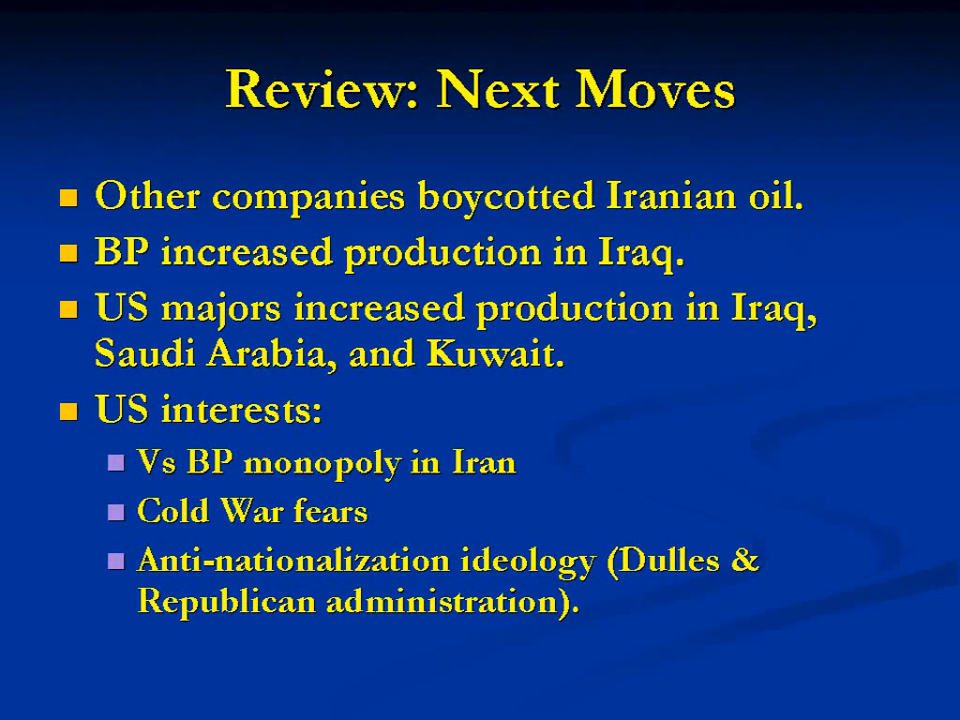 Review: Next Moves
Other companies boycotted Iranian oil.
BP increased production in Iraq.
US majors increased production in Iraq,
Saudi Arabia, and Kuwait.
US interests:
Vs BP monopoly in Iran
Cold War fears
Anti-nationalization ideology (Dulles &
Republican administration).